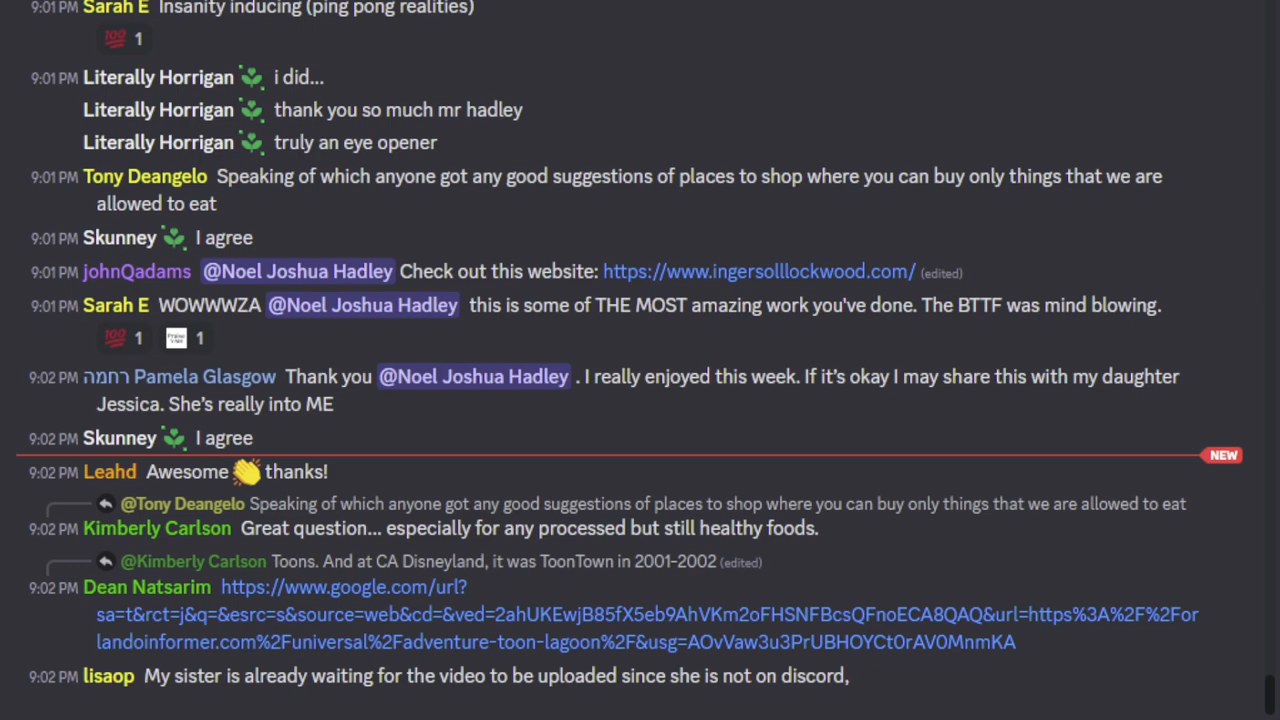 9:01 PM Sarah E Insanity inducing (ping pong realities)
100 1
9:01 PM Literally Horrigan i did...
Literally Horrigan thank you so much mr hadley
Literally Horrigan truly an eye opener
9:01 PM Tony Deangelo Speaking of which anyone got any good suggestions of places to shop where you can buy only things that we are
allowed to eat
9:01 PM Skunney I agree
9:01 PM johnQadams @Noel Joshua Hadley Check out this website: https://www.ingersolllockwood.com/ (edited)
9:01 PM Sarah E WOWWWZA @Noel Joshua Hadley this is some of THE MOST amazing work you've done. The BTTF was mind blowing.
100 1 Praise YHWH 1
9:02 PM רחמה Pamela Glasgow Thank you @Noel Joshua Hadley . I really enjoyed this week. If it’s okay I may share this with my daughter
Jessica. She’s really into ME
9:02 PM Skunney I agree
NEW
9:02 PM Leahd Awesome thanks!
@Tony Deangelo Speaking of which anyone got any good suggestions of places to shop where you can buy only things that we are allowed to eat
9:02 PM Kimberly Carlson Great question... especially for any processed but still healthy foods.
@Kimberly Carlson Toons. And at CA Disneyland, it was ToonTown in 2001-2002 (edited)
9:02 PM Dean Natsarim https://www.google.com/url?
sa=t&rct=j&q=&esrc=s&source=web&cd=&ved=2ahUKEwjB85fX5eb9AhVKm2oFHSNFBcsQFnoECA8QAQ&url=https%3A%2F%2For
landoinformer.com%2Funiversal%2Fadventure-toon-lagoon%2F&usg=AOvVaw3u3PrUBHOYCt0rAV0MnmKA
9:02 PM lisaop My sister is already waiting for the video to be uploaded since she is not on discord,